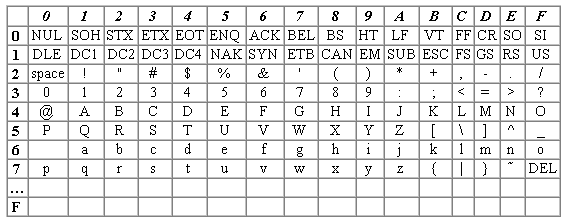 0 1 2 3 4 5 6 7 8 9 A B C D E F
0 NUL SOH STX ETX EOT ENQ ACK BEL BS HT LF VT FF CR SO SI
1 DLE DC1 DC2 DC3 DC4 NAK SYN ETB CAN EM SUB ESC FS GS RS US
2 space ! " # $ % & ' ( ) * + , - . /
3 0 1 2 3 4 5 6 7 8 9 : ; < = > ?
4 @ A B C D E F G H I J K L M N O
5 P Q R S T U V W X Y Z [ \ ] ^ _
6 a b c d e f g h i j k l m n o
7 p q r s t u v w x y z { | } ~ DEL
...
F